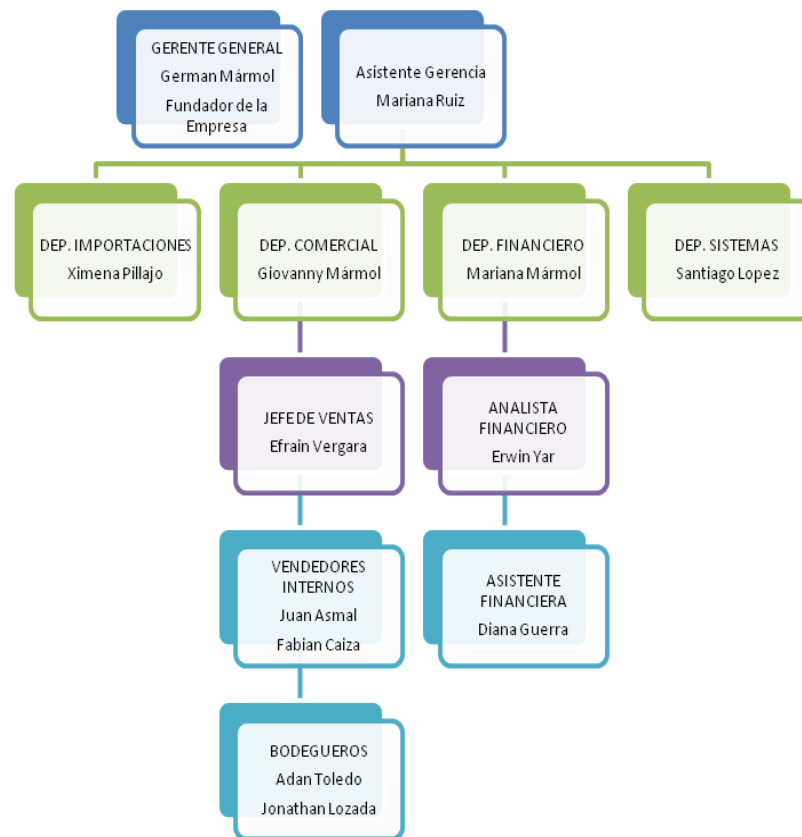 GERENTE GENERAL
German Mármol
Fundador de la
Empresa
Asistente Gerencia
Mariana Ruiz
DEP. IMPORTACIONES
Ximena Pillajo
DEP. COMERCIAL
Giovanny Mármol
DEP. FINANCIERO
Mariana Mármol
DEP. SISTEMAS
Santiago Lopez
JEFE DE VENTAS
Efrain Vergara
ANALISTA
FINANCIERO
Erwin Yar
VENDEDORES
INTERNOS
Juan Asmal
Fabian Caiza
ASISTENTE
FINANCIERA
Diana Guerra
BODEGUEROS
Adan Toledo
Jonathan Lozada